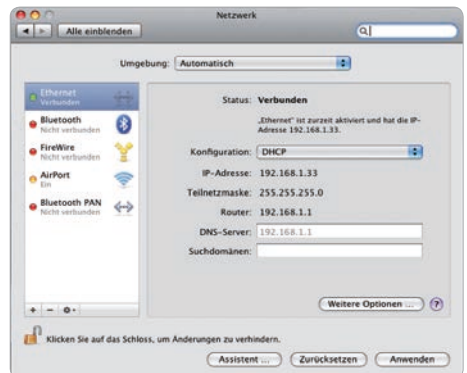 Netzwerk
Alle einblenden
Umgebung: Automatisch
Ethernet
Verbunden
Bluetooth
Nicht verbunden
FireWire
Nicht verbunden
AirPort
Ein
Bluetooth PAN
Nicht verbunden
Status: Verbunden
„Ethernet“ ist zurzeit aktiviert und hat die IP-
Adresse 192.168.1.33.
Konfiguration: DHCP
IP-Adresse: 192.168.1.33
Teilnetzmaske: 255.255.255.0
Router: 192.168.1.1
DNS-Server: 192.168.1.1
Suchdomänen:
Weitere Optionen ... ?
Klicken Sie auf das Schloss, um Änderungen zu verhindern.
Assistent ... Zurücksetzen Anwenden